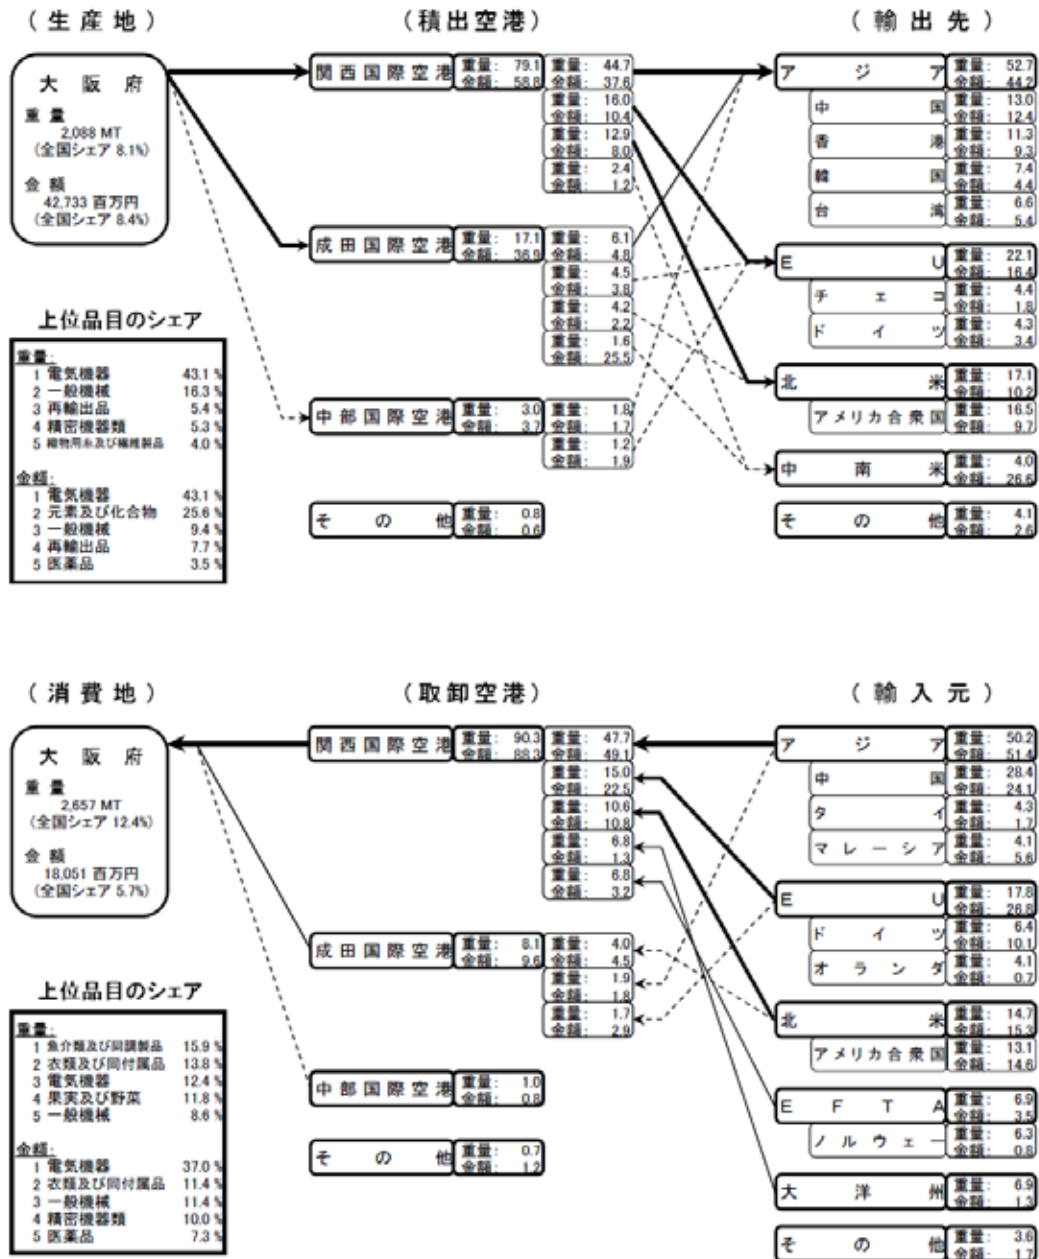 （生産地）
（積出空港）
（輸出先）
大阪府
重量
2,088 MT
（全国シェア 8.1%）
金額
42,733 百万円
（全国シェア 8.4%）
上位品目のシェア
重量:
1 電気機器 43.1 %
2 一般機械 16.3 %
3 再輸出品 5.4 %
4 精密機器類 5.3 %
5 織物用糸及び繊維製品 4.0 %
金額:
1 電気機器 43.1 %
2 元素及び化合物 25.6 %
3 一般機械 9.4 %
4 再輸出品 7.7 %
5 医薬品 3.5 %
関西国際空港 重量: 79.1 重量: 44.7
金額: 58.8 金額: 37.6
重量: 16.0
金額: 10.4
重量: 12.9
金額: 8.0
重量: 2.4
金額: 1.2
成田国際空港 重量: 17.1 重量: 6.1
金額: 36.9 金額: 4.8
重量: 4.5
金額: 3.8
重量: 4.2
金額: 2.2
重量: 1.6
金額: 25.5
中部国際空港 重量: 3.0 重量: 1.8
金額: 3.7 金額: 1.7
重量: 1.2
金額: 1.9
その他 重量: 0.8
金額: 0.6
アジア 重量: 52.7
金額: 44.2
中国 重量: 13.0
金額: 12.4
香港 重量: 11.3
金額: 9.3
韓国 重量: 7.4
金額: 4.4
台湾 重量: 6.6
金額: 5.4
EU 重量: 22.1
金額: 16.4
チェコ 重量: 4.4
金額: 1.8
ドイツ 重量: 4.3
金額: 3.4
北米 重量: 17.1
金額: 10.2
アメリカ合衆国 重量: 16.5
金額: 9.7
中南米 重量: 4.0
金額: 26.6
その他 重量: 4.1
金額: 2.6
（消費地）
（取卸空港）
（輸入元）
大阪府
重量
2,657 MT
（全国シェア 12.4%）
金額
18,051 百万円
（全国シェア 5.7%）
上位品目のシェア
重量:
1 魚介類及び同調製品 15.9 %
2 衣類及び同付属品 13.8 %
3 電気機器 12.4 %
4 果実及び野菜 11.8 %
5 一般機械 8.6 %
金額:
1 電気機器 37.0 %
2 衣類及び同付属品 11.4 %
3 一般機械 11.4 %
4 精密機器類 10.0 %
5 医薬品 7.3 %
関西国際空港 重量: 90.3 重量: 47.7
金額: 88.3 金額: 49.1
重量: 15.0
金額: 22.5
重量: 10.6
金額: 10.8
重量: 6.8
金額: 1.3
重量: 6.8
金額: 3.2
成田国際空港 重量: 8.1 重量: 4.0
金額: 9.6 金額: 4.5
重量: 1.9
金額: 1.8
重量: 1.7
金額: 2.9
中部国際空港 重量: 1.0
金額: 0.8
その他 重量: 0.7
金額: 1.2
アジア 重量: 50.2
金額: 51.4
中国 重量: 28.4
金額: 24.1
タイ 重量: 4.3
金額: 1.7
マレーシア 重量: 4.1
金額: 5.6
EU 重量: 17.8
金額: 26.8
ドイツ 重量: 6.4
金額: 10.1
オランダ 重量: 4.1
金額: 0.7
北米 重量: 14.7
金額: 15.3
アメリカ合衆国 重量: 13.1
金額: 14.6
EFTA 重量: 6.9
金額: 3.5
ノルウェー 重量: 6.3
金額: 0.8
大洋州 重量: 6.9
金額: 1.3
その他 重量: 3.6
金額: 1.7